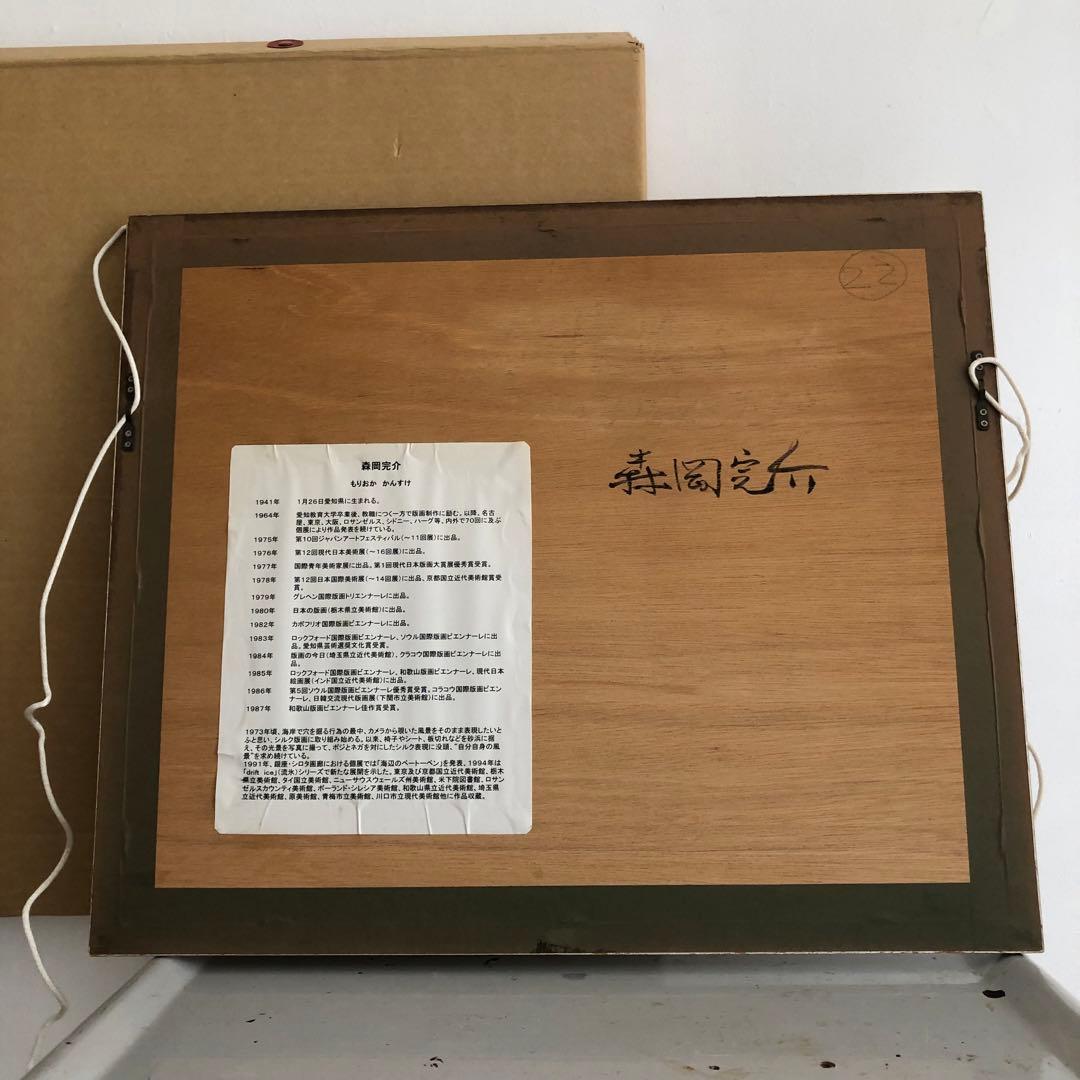 22
森岡完介
森岡完介
もりおか かんすけ
1941年 1月26日愛知県に生まれる。
1964年 愛知教育大学卒業後、教職につく一方で版画制作に励む。以降、名古
屋、東京、大阪、ロサンゼルス、シドニー、ハーグ等、内外で70回に及ぶ
個展により作品発表を続けている。
1975年 第10回ジャパンアートフェスティバル(~11回展)に出品。
1976年 第12回現代日本美術展(~16回展)に出品。
1977年 国際青年美術家展に出品。第1回現代日本版画大賞展優秀賞受賞。
1978年 第12回日本国際美術展(~14回展)に出品、京都国立近代美術館賞受
賞。
1979年 グレヘン国際版画トリエンナーレに出品。
1980年 日本の版画(栃木県立美術館)に出品。
1982年 カボフリオ国際版画ビエンナーレに出品。
1983年 ロックフォード国際版画ビエンナーレ、ソウル国際版画ビエンナーレに出
品。愛知県芸術選奨文化賞受賞。
1984年 版画の今日(埼玉県立近代美術館)、クラコウ国際版画ビエンナーレに出
品。
1985年 ロックフォード国際版画ビエンナーレ、和歌山版画ビエンナーレ、現代日本
絵画展(インド国立近代美術館)に出品。
1986年 第5回ソウル国際版画ビエンナーレ優秀賞受賞。コラコウ国際版画ビエン
ナーレ、日韓交流現代版画展(下関市立美術館)に出品。
1987年 和歌山版画ビエンナーレ佳作賞受賞。
1973年頃、海岸で穴を掘る行為の最中、カメラから覗いた風景をそのまま表現したいと
ふと思い、シルク版画に取り組み始める。以来、椅子やシート、板切れなどを砂浜に据
え、その光景を写真に撮って、ポジとネガを対にしたシルク表現に没頭、“自分自身の風
景”を求め続けている。
1991年、銀座・シロタ画廊における個展では「海辺のベートーベン」を発表、1994年は
「drift ice」(流氷)シリーズで新たな展開を示した。東京及び京都国立近代美術館、栃木
県立美術館、タイ国立美術館、ニューサウスウェールズ州美術館、米下院図書館、ロサン
ゼルスカウンティ美術館、ポーランド・シレシア美術館、和歌山県立近代美術館、埼玉県
立近代美術館、原美術館、青梅市立美術館、川口市立現代美術館他に作品収蔵。